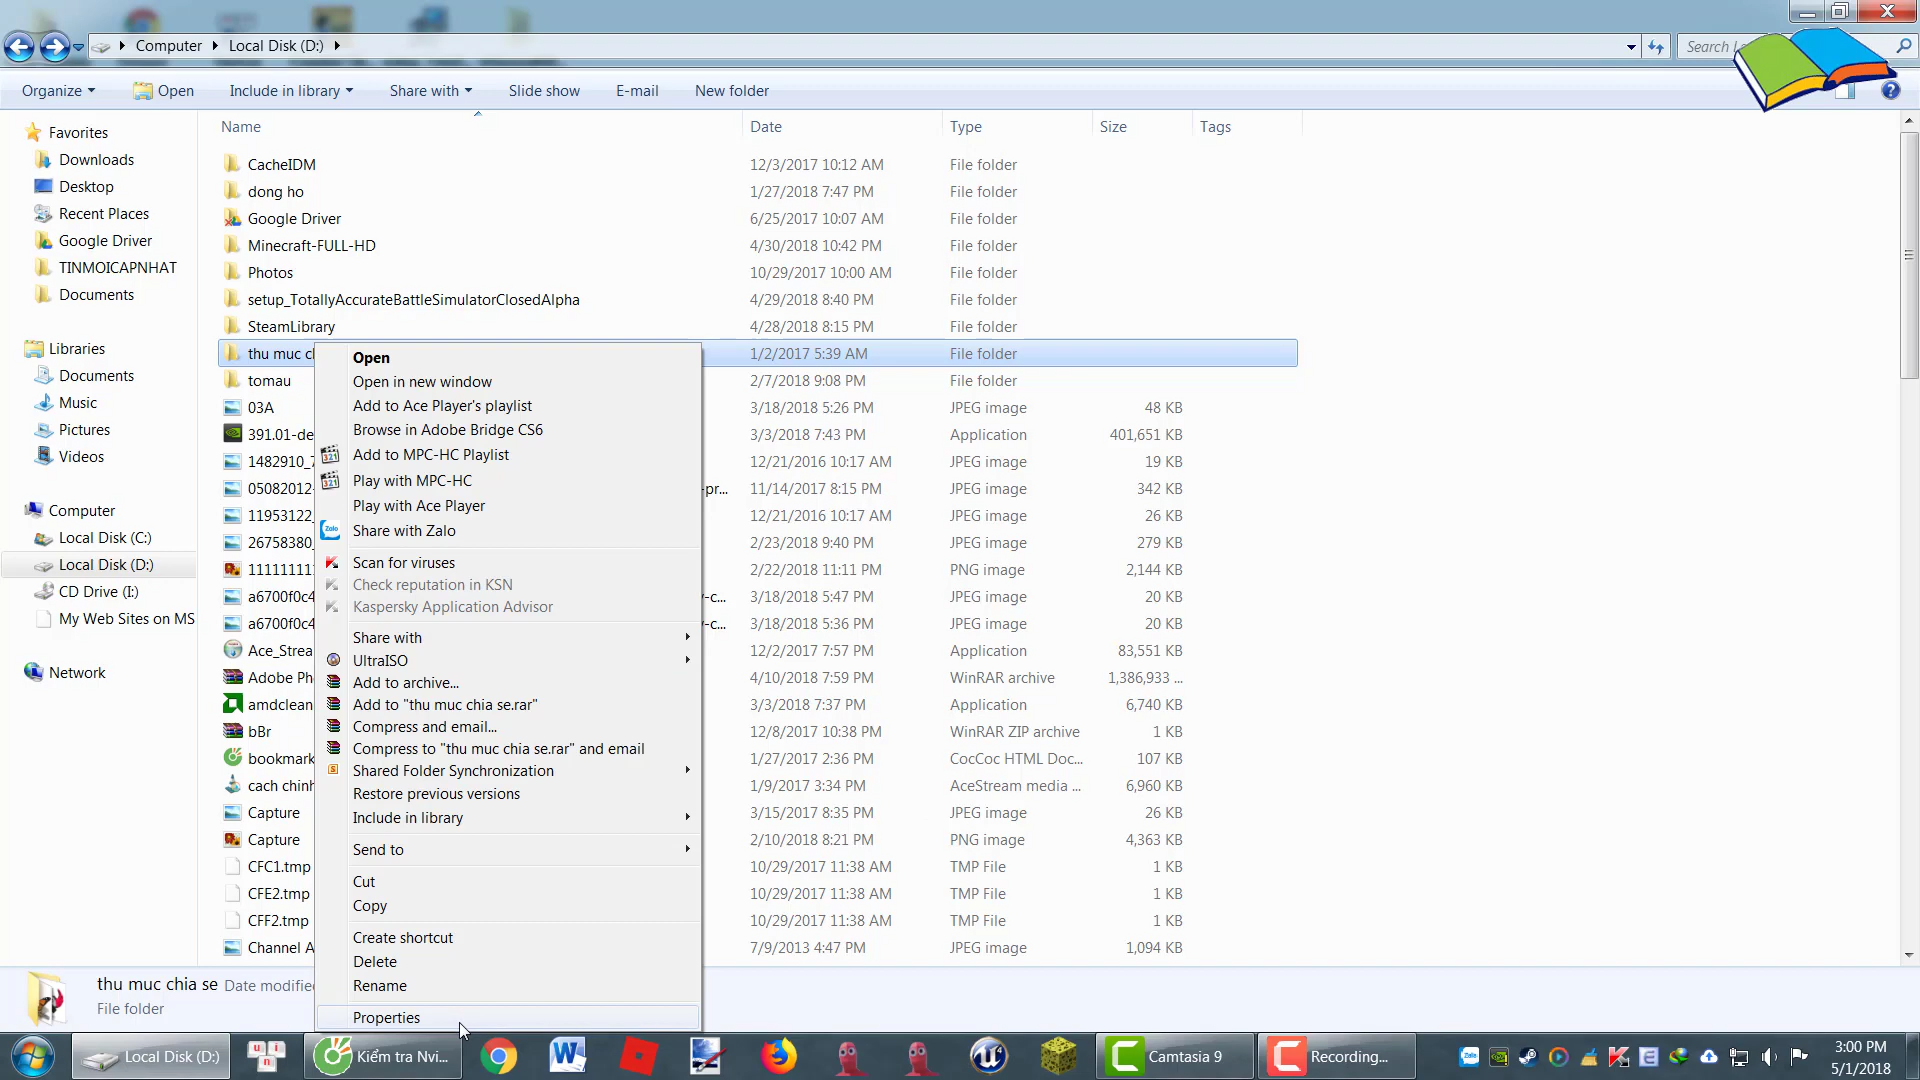 Computer Local Disk (D:)
Search L
Organize Open Include in library Share with Slide show E-mail New folder
Name Date Type Size Tags
Favorites
Downloads
Desktop
Recent Places
Google Driver
TINMOICAPNHAT
Documents
Libraries
Documents
Music
Pictures
Videos
Computer
Local Disk (C:)
Local Disk (D:)
CD Drive (I:)
My Web Sites on MS
Network
CacheIDM 12/3/2017 10:12 AM File folder
dong ho 1/27/2018 7:47 PM File folder
Google Driver 6/25/2017 10:07 AM File folder
Minecraft-FULL-HD 4/30/2018 10:42 PM File folder
Photos 10/29/2017 10:00 AM File folder
setup_TotallyAccurateBattleSimulatorClosedAlpha 4/29/2018 8:40 PM File folder
SteamLibrary 4/28/2018 8:15 PM File folder
thu muc c 1/2/2017 5:39 AM File folder
tomau 2/7/2018 9:08 PM File folder
03A 3/18/2018 5:26 PM JPEG image 48 KB
391.01-de 3/3/2018 7:43 PM Application 401,651 KB
1482910_7 12/21/2016 10:17 AM JPEG image 19 KB
05082012- -pr... 11/14/2017 8:15 PM JPEG image 342 KB
11953122_ 12/21/2016 10:17 AM JPEG image 26 KB
26758380_ 2/23/2018 9:40 PM JPEG image 279 KB
11111111 2/22/2018 11:11 PM PNG image 2,144 KB
a6700f0c4 -c... 3/18/2018 5:47 PM JPEG image 20 KB
a6700f0c4 -c... 3/18/2018 5:36 PM JPEG image 20 KB
Ace_Strea 12/2/2017 7:57 PM Application 83,551 KB
Adobe Ph 4/10/2018 7:59 PM WinRAR archive 1,386,933 ...
amdclean 3/3/2018 7:37 PM Application 6,740 KB
bBr 12/8/2017 10:38 PM WinRAR ZIP archive 1 KB
bookmark 1/27/2018 2:36 PM CocCoc HTML Doc... 107 KB
cach chinh 1/9/2017 3:34 PM AceStream media ... 6,960 KB
Capture 3/15/2017 8:35 PM JPEG image 26 KB
Capture 2/10/2018 8:21 PM PNG image 4,363 KB
CFC1.tmp 10/29/2017 11:38 AM TMP File 1 KB
CFE2.tmp 10/29/2017 11:38 AM TMP File 1 KB
CFF2.tmp 10/29/2017 11:38 AM TMP File 1 KB
Channel A 7/9/2013 4:47 PM JPEG image 1,094 KB
Open
Open in new window
Add to Ace Player's playlist
Browse in Adobe Bridge CS6
Add to MPC-HC Playlist
Play with MPC-HC
Play with Ace Player
Share with Zalo
Scan for viruses
Check reputation in KSN
Kaspersky Application Advisor
Share with
UltraISO
Add to archive...
Add to "thu muc chia se.rar"
Compress and email...
Compress to "thu muc chia se.rar" and email
Shared Folder Synchronization
Restore previous versions
Include in library
Send to
Cut
Copy
Create shortcut
Delete
Rename
Properties
thu muc chia se Date modifie
File folder
Local Disk (D:) Kiểm tra Nvi... Camtasia 9 Recording... 3:00 PM
5/1/2018